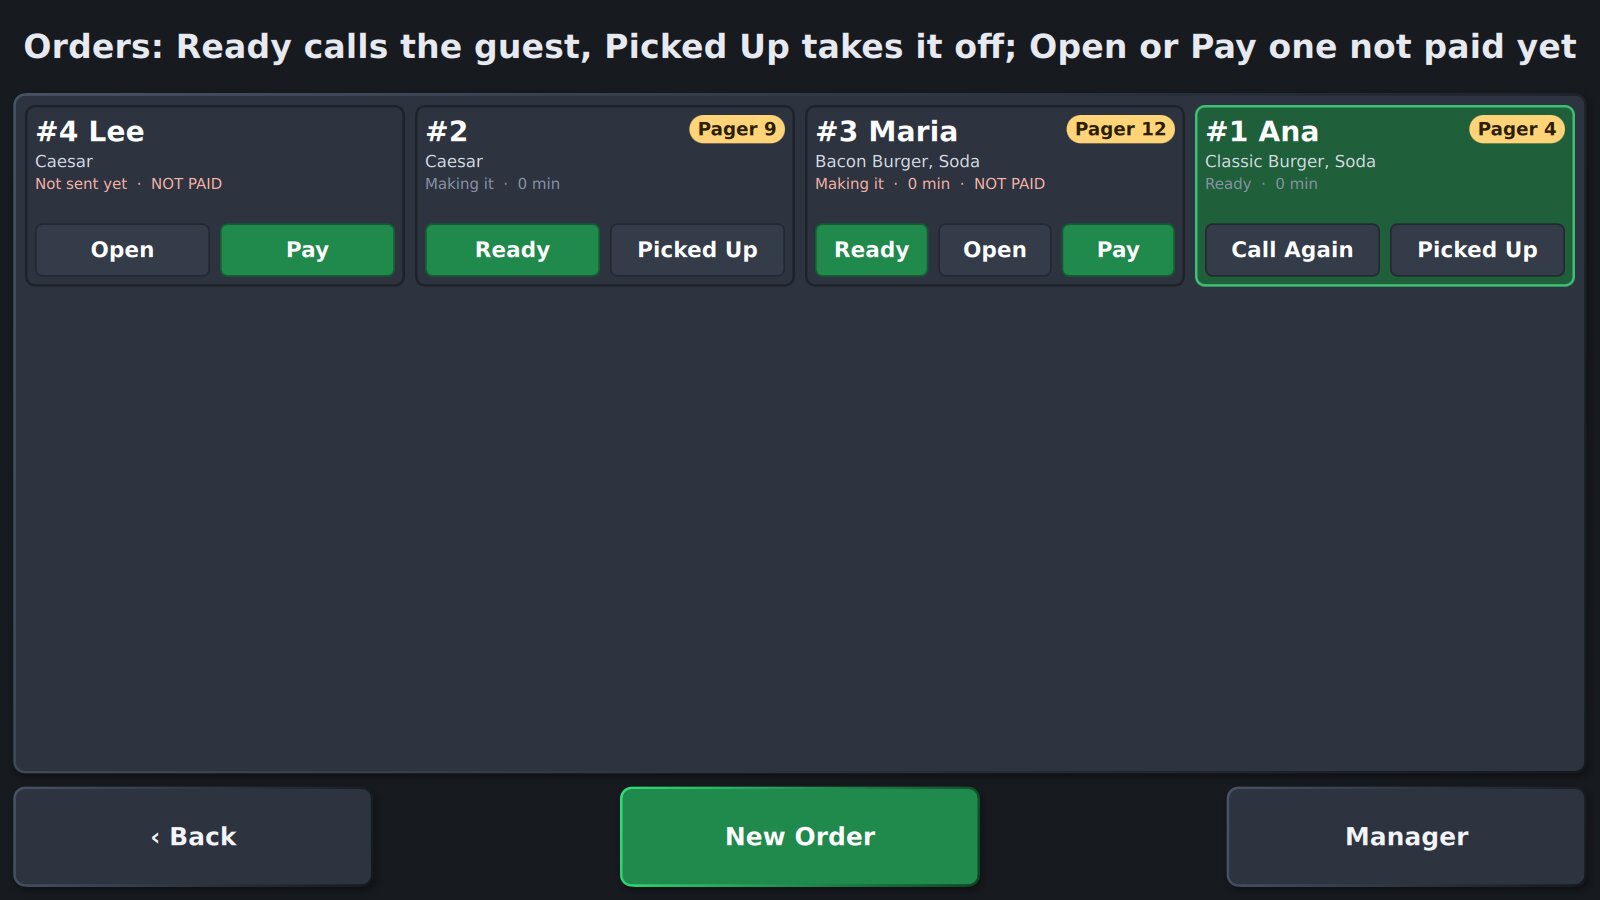 Orders: Ready calls the guest, Picked Up takes it off; Open or Pay one not paid yet
#4 Lee
Caesar
Not sent yet · NOT PAID
Open
Pay
#2
Pager 9
Caesar
Making it · 0 min
Ready
Picked Up
#3 Maria
Pager 12
Bacon Burger, Soda
Making it · 0 min · NOT PAID
Ready
Open
Pay
#1 Ana
Pager 4
Classic Burger, Soda
Ready · 0 min
Call Again
Picked Up
‹ Back
New Order
Manager